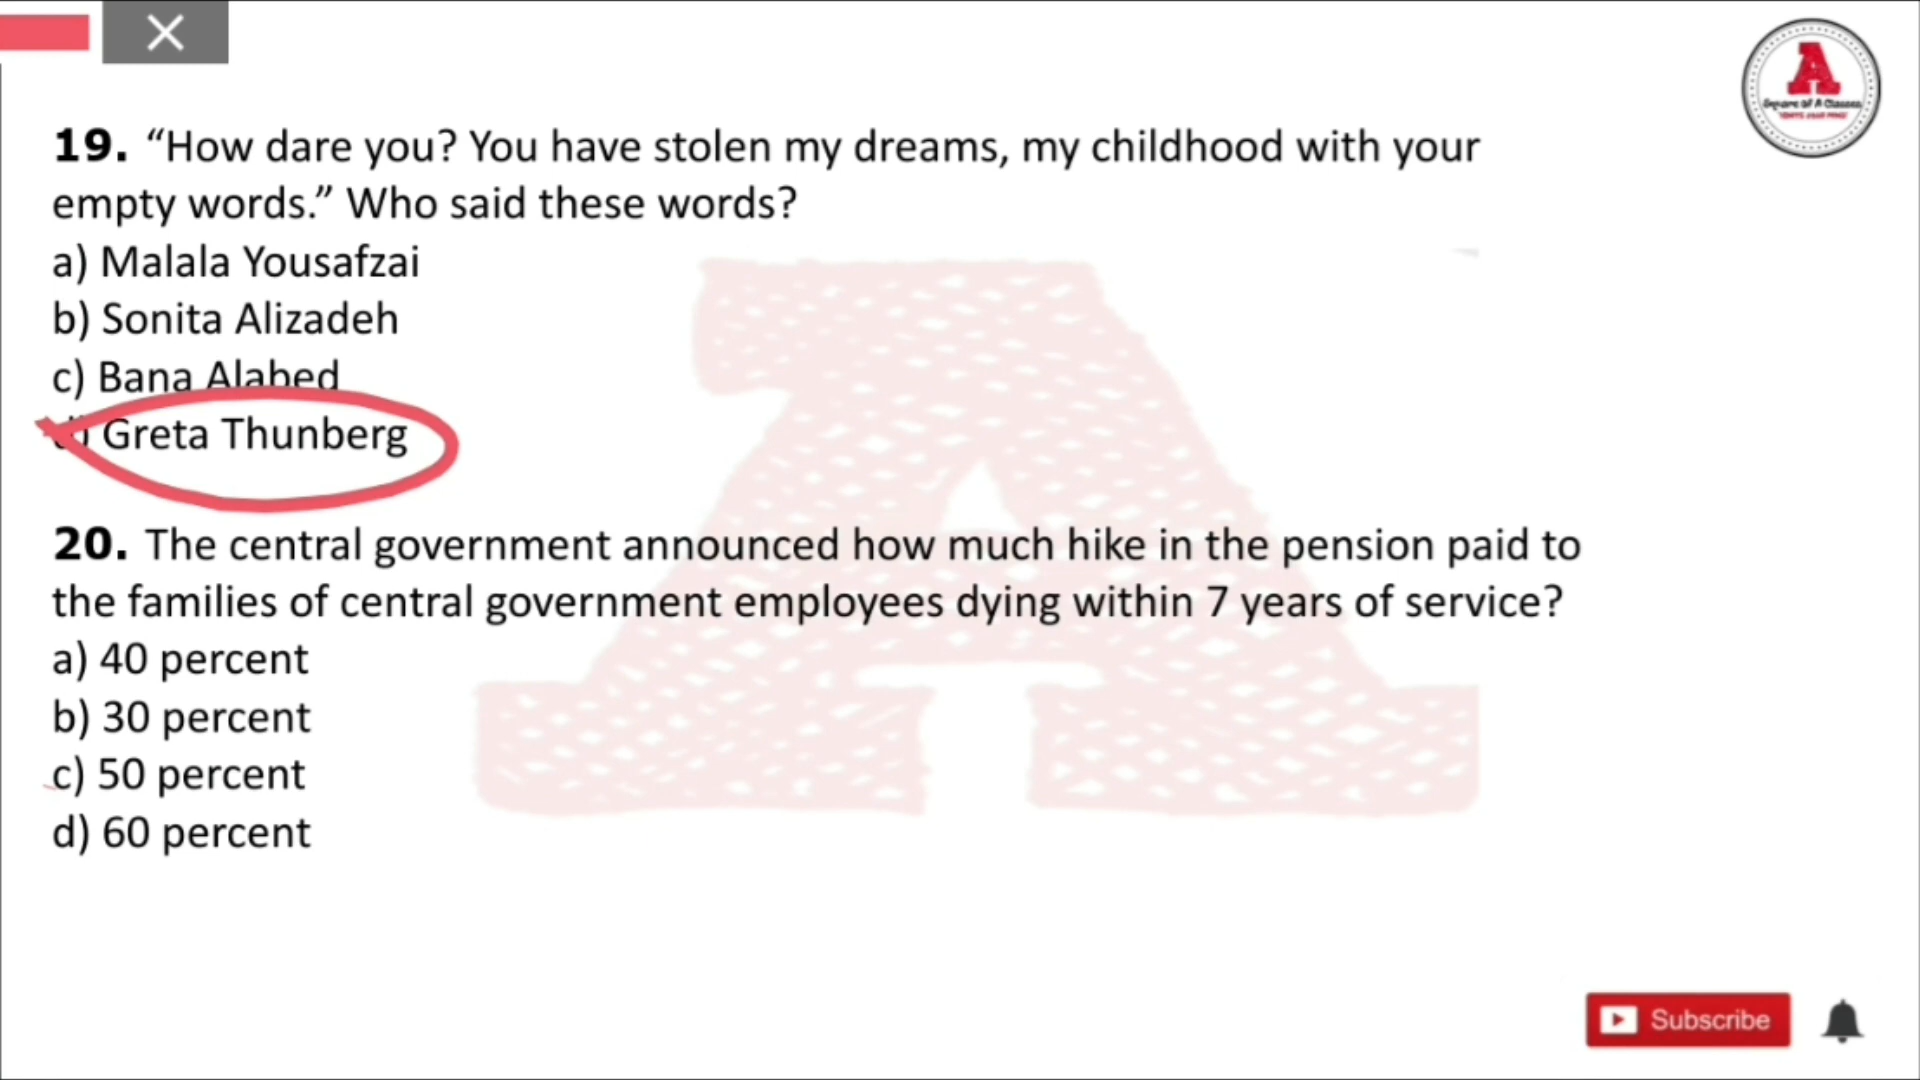 19. “How dare you? You have stolen my dreams, my childhood with your
empty words.” Who said these words?
a) Malala Yousafzai
b) Sonita Alizadeh
c) Bana Alabed
d) Greta Thunberg
20. The central government announced how much hike in the pension paid to
the families of central government employees dying within 7 years of service?
a) 40 percent
b) 30 percent
c) 50 percent
d) 60 percent
A
Square Of A Classes
Subscribe